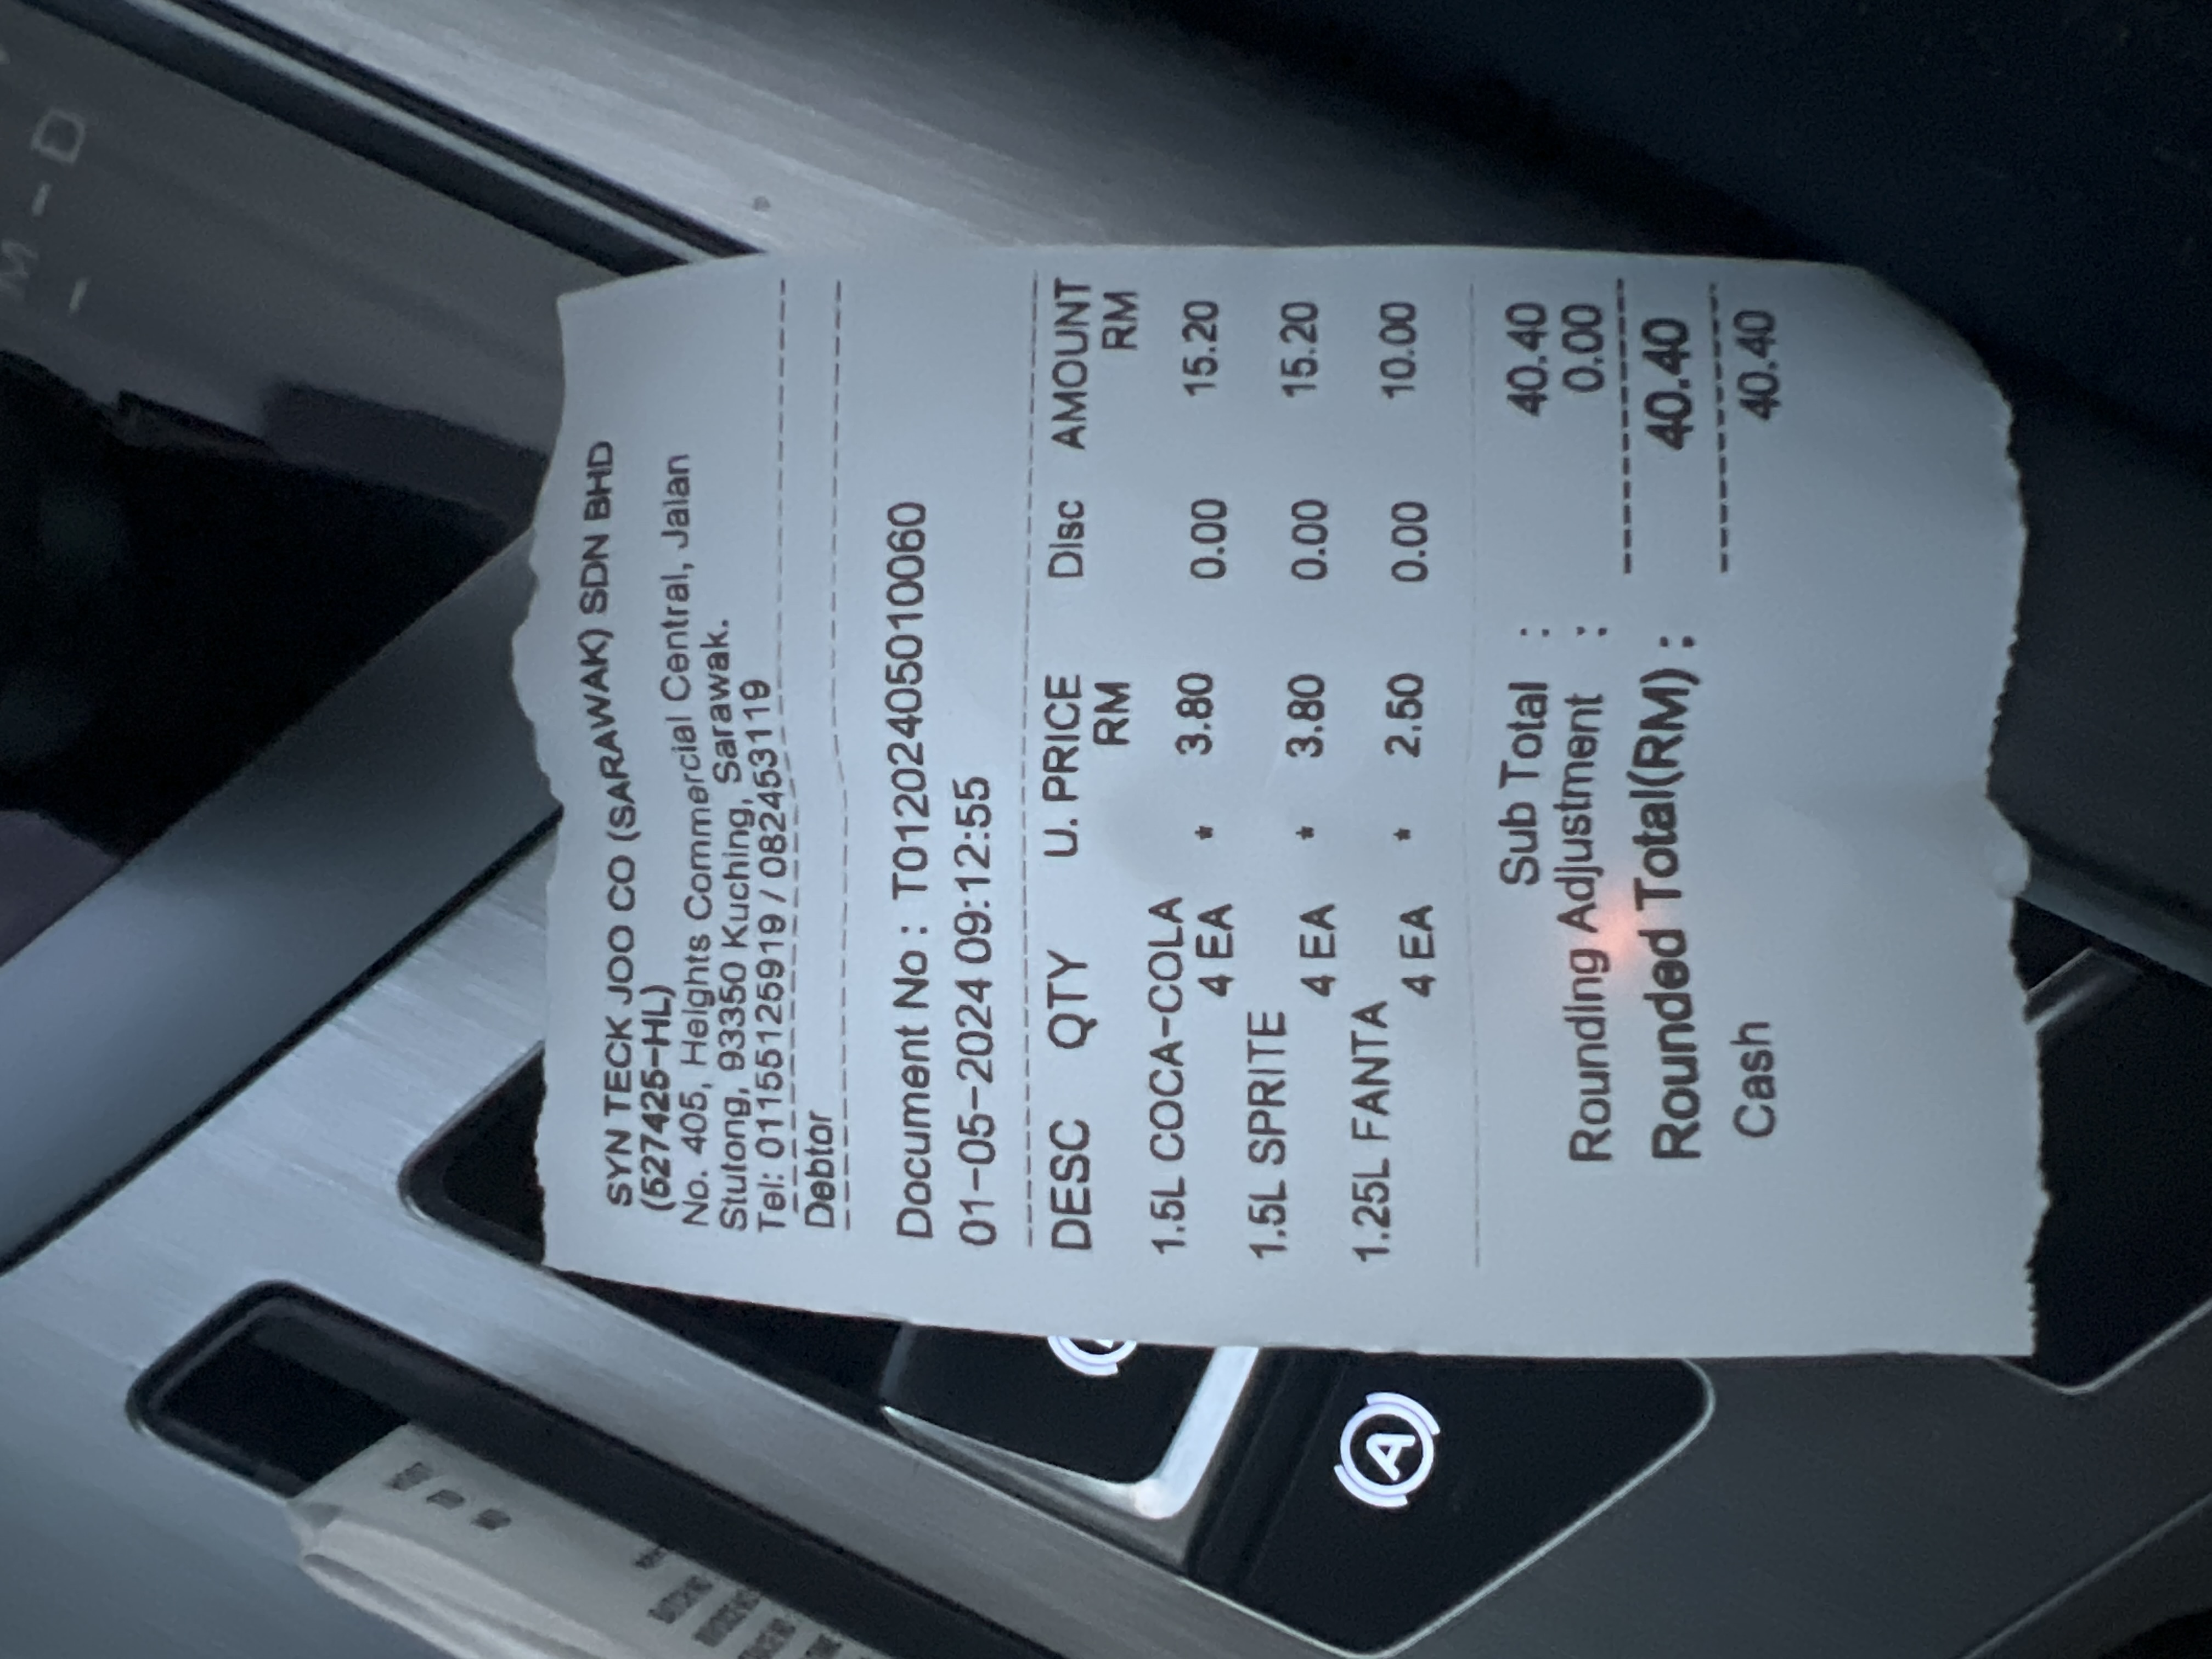 M - D
SYN TECK JOO CO (SARAWAK) SDN BHD
(527425-HL)
No. 405, Heights Commercial Central, Jalan
Stutong, 93350 Kuching, Sarawak.
Tel: 01155125919 / 082453119
Debtor
Document No : T01202405010060
01-05-2024 09:12:55
DESC QTY U. PRICE Disc AMOUNT
RM RM
1.5L COCA-COLA
4 EA * 3.80 0.00 15.20
1.5L SPRITE
4 EA * 3.80 0.00 15.20
1.25L FANTA
4 EA * 2.50 0.00 10.00
Sub Total : 40.40
Rounding Adjustment : 0.00
Rounded Total(RM) : 40.40
Cash 40.40
A